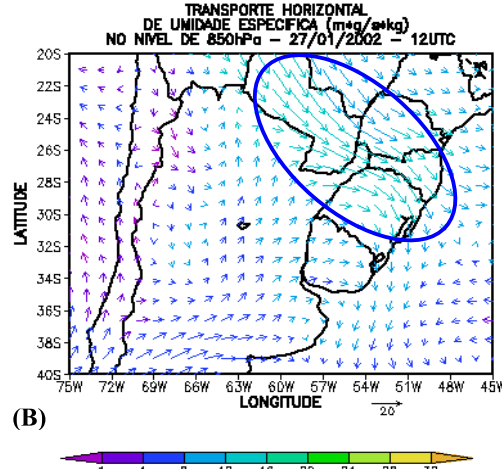 TRANSPORTE HORIZONTAL
DE UMIDADE ESPECIFICA (m*g/s*kg)
NO NIVEL DE 850hPa – 27/01/2002 – 12UTC
20S
22S
24S
26S
28S
30S
32S
34S
36S
38S
40S
LATITUDE
75W 72W 69W 66W 63W 60W 57W 54W 51W 48W 45W
LONGITUDE
20
(B)